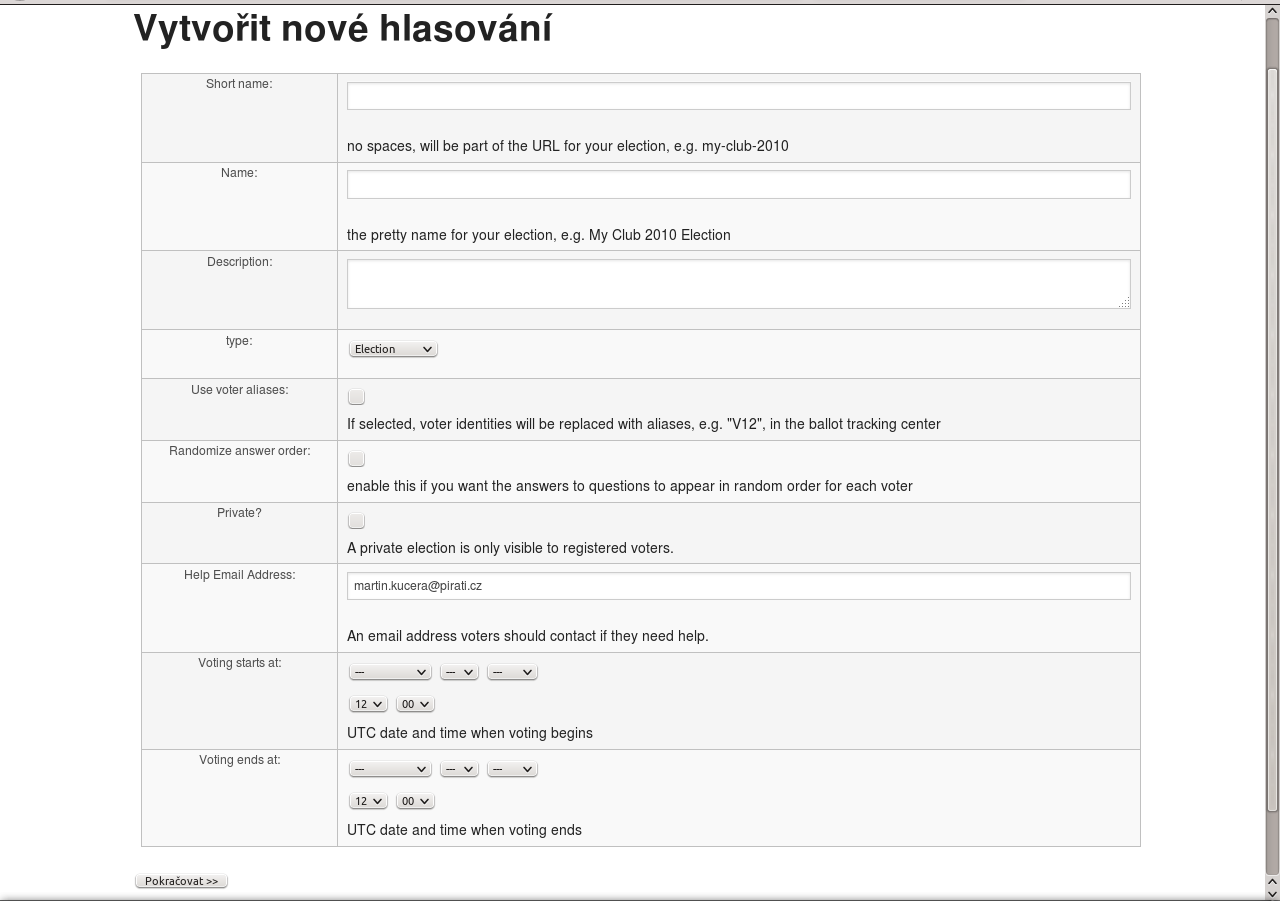 Vytvořit nové hlasování
Short name:
no spaces, will be part of the URL for your election, e.g. my-club-2010
Name:
the pretty name for your election, e.g. My Club 2010 Election
Description:
type:
Election
Use voter aliases:
If selected, voter identities will be replaced with aliases, e.g. "V12", in the ballot tracking center
Randomize answer order:
enable this if you want the answers to questions to appear in random order for each voter
Private?
A private election is only visible to registered voters.
Help Email Address:
martin.kucera@pirati.cz
An email address voters should contact if they need help.
Voting starts at:
--- --- ---
12 00
UTC date and time when voting begins
Voting ends at:
--- --- ---
12 00
UTC date and time when voting ends
Pokračovat >>